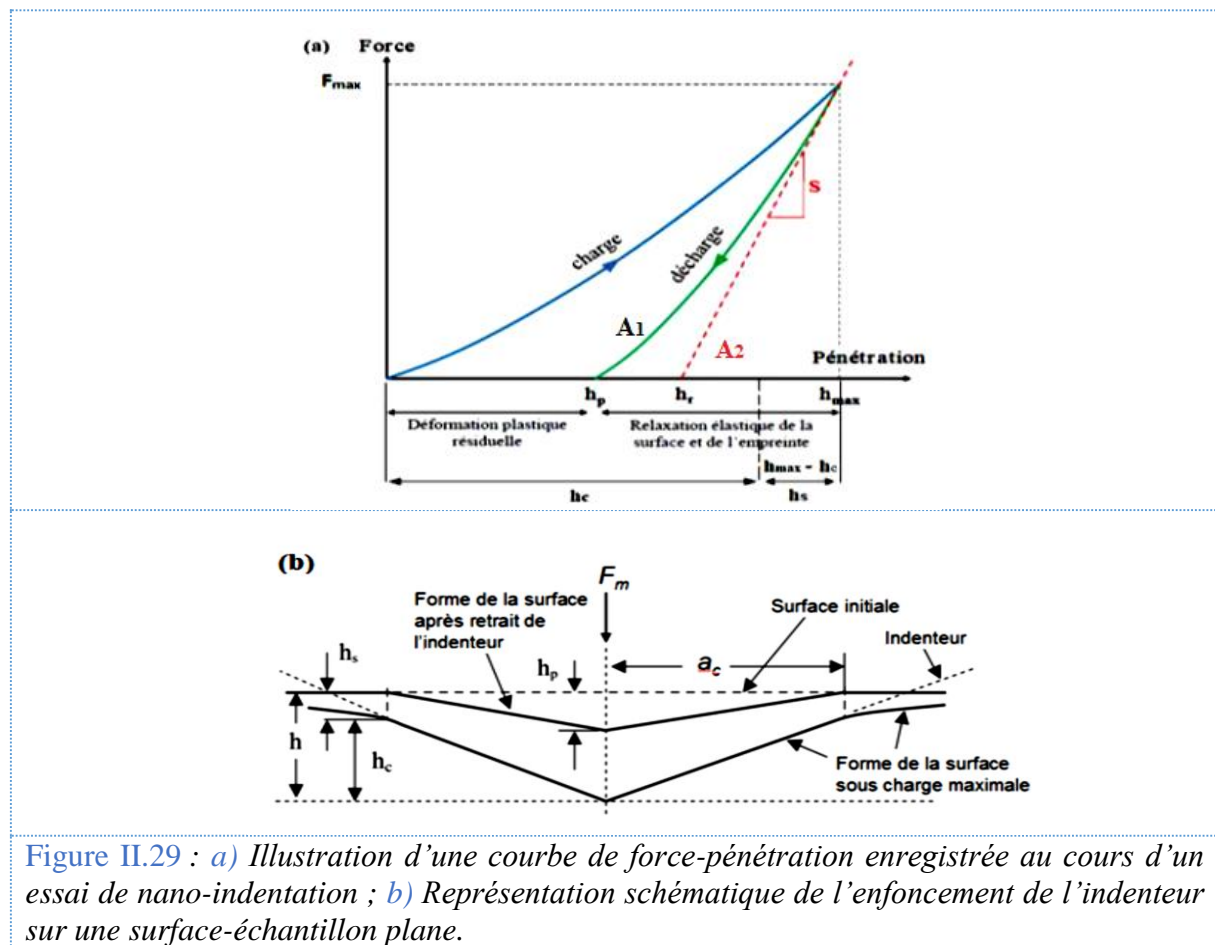 (a) Force
Fmax
s
charge
décharge
A1
A2
Pénétration
hp hr hmax
Déformation plastique
résiduelle
Relaxation élastique de la
surface et de l'empreinte
hmax - hc
hc
hs
(b)
Fm
Forme de la surface
après retrait de
l'indenteur
Surface initiale
Indenteur
hs
hp
ac
h
hc
Forme de la surface
sous charge maximale
Figure II.29 : a) Illustration d'une courbe de force-pénétration enregistrée au cours d'un
essai de nano-indentation ; b) Représentation schématique de l'enfoncement de l'indenteur
sur une surface-échantillon plane.